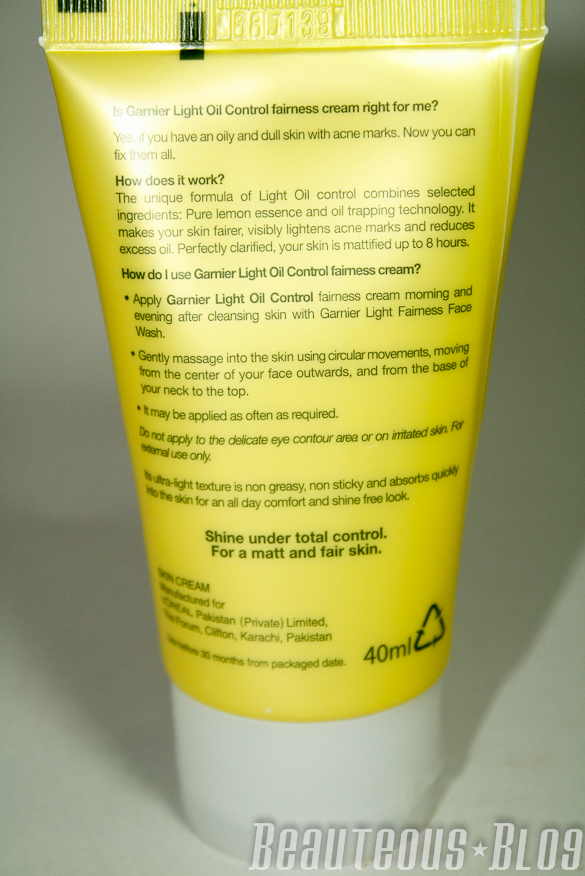 Is Garnier Light Oil Control fairness cream right for me?
Yes, if you have an oily and dull skin with acne marks. Now you can
fix them all.
How does it work?
The unique formula of Light Oil control combines selected
ingredients: Pure lemon essence and oil trapping technology. It
makes your skin fairer, visibly lightens acne marks and reduces
excess oil. Perfectly clarified, your skin is mattified up to 8 hours.
How do I use Garnier Light Oil Control fairness cream?
• Apply Garnier Light Oil Control fairness cream morning and
evening after cleansing skin with Garnier Light Fairness Face
Wash.
• Gently massage into the skin using circular movements, moving
from the center of your face outwards, and from the base of
your neck to the top.
• It may be applied as often as required.
Do not apply to the delicate eye contour area or on irritated skin. For
external use only.
Its ultra-light texture is non greasy, non sticky and absorbs quickly
into the skin for an all day comfort and shine free look.
Shine under total control.
For a matt and fair skin.
SKIN CREAM
Manufactured for
L'ORÉAL, Pakistan (Private) Limited,
The Forum, Clifton, Karachi, Pakistan
Use before 30 months from packaged date.
40ml
Beauteous★Blog